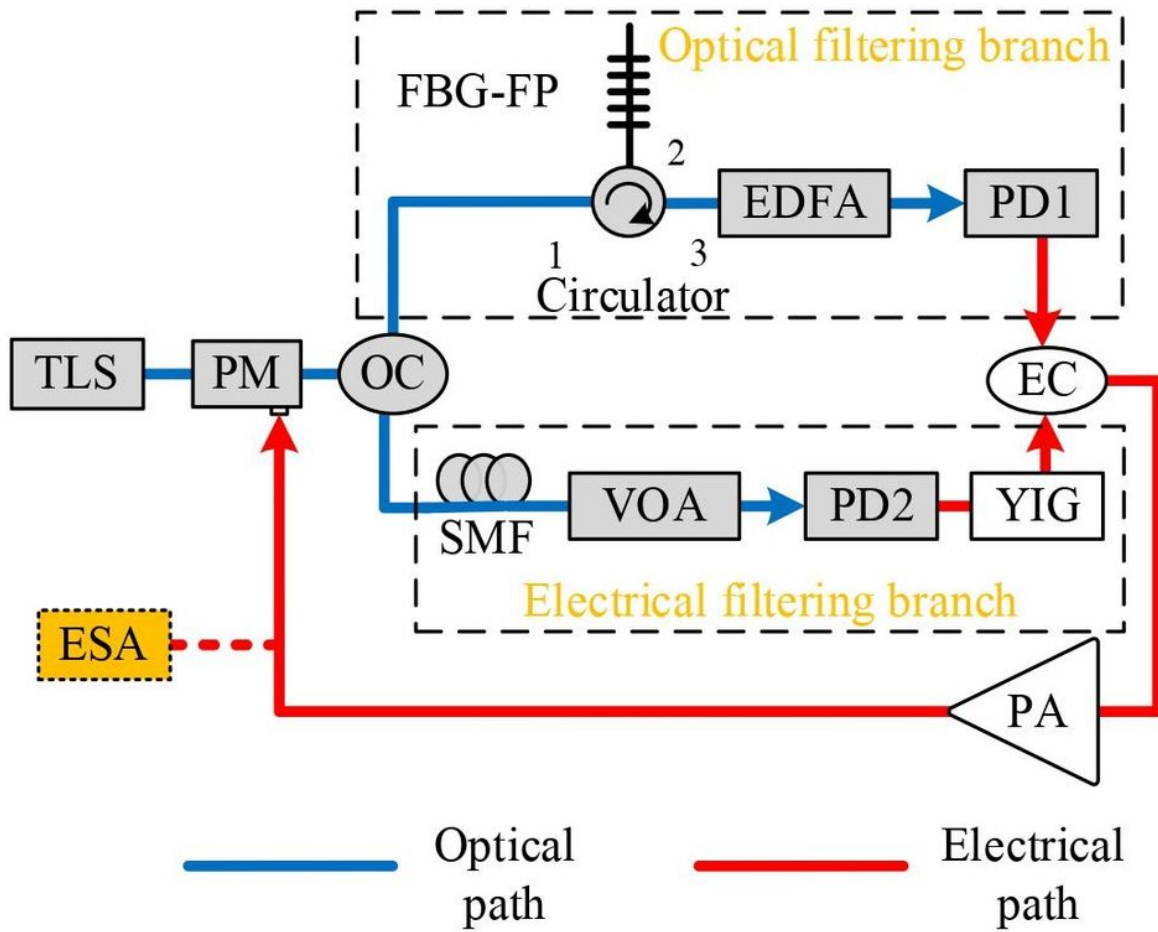 Optical filtering branch
FBG-FP
2
EDFA
PD1
1
3
Circulator
TLS
PM
OC
EC
SMF
VOA
PD2
YIG
Electrical filtering branch
ESA
PA
Optical
path
Electrical
path